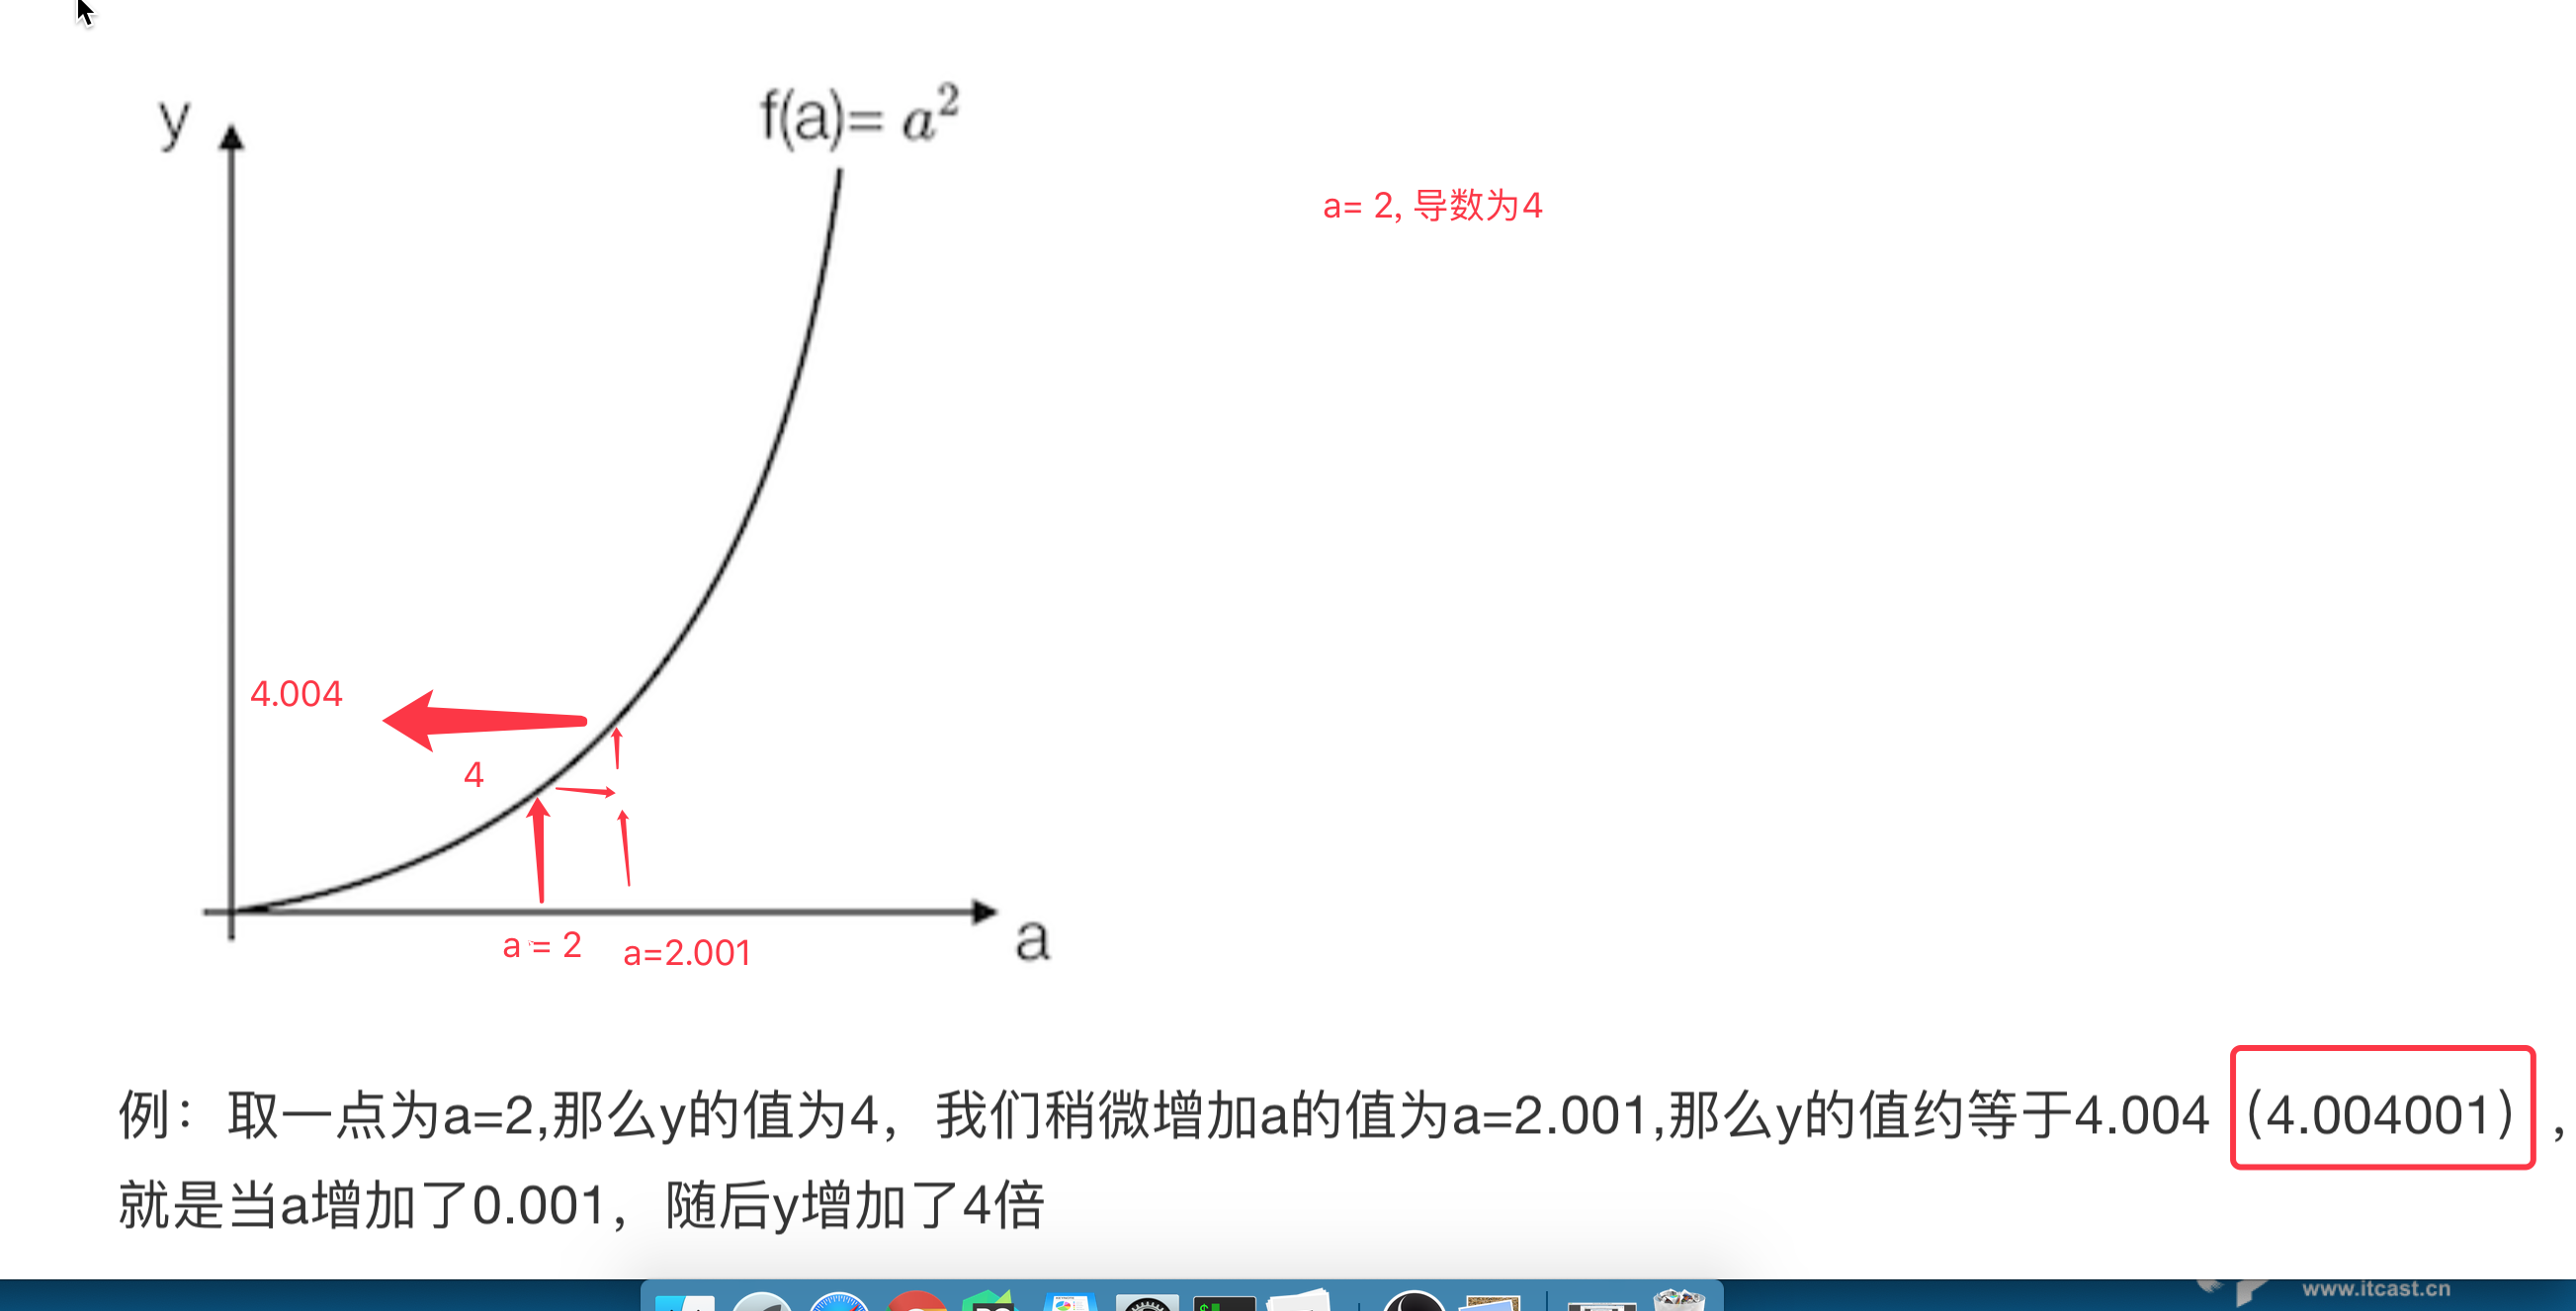 y
f(a)= a²
a= 2, 导数为4
4.004
4
a = 2
a=2.001
a
例：取一点为a=2,那么y的值为4，我们稍微增加a的值为a=2.001,那么y的值约等于4.004（4.004001），
就是当a增加了0.001，随后y增加了4倍
www.itcast.cn